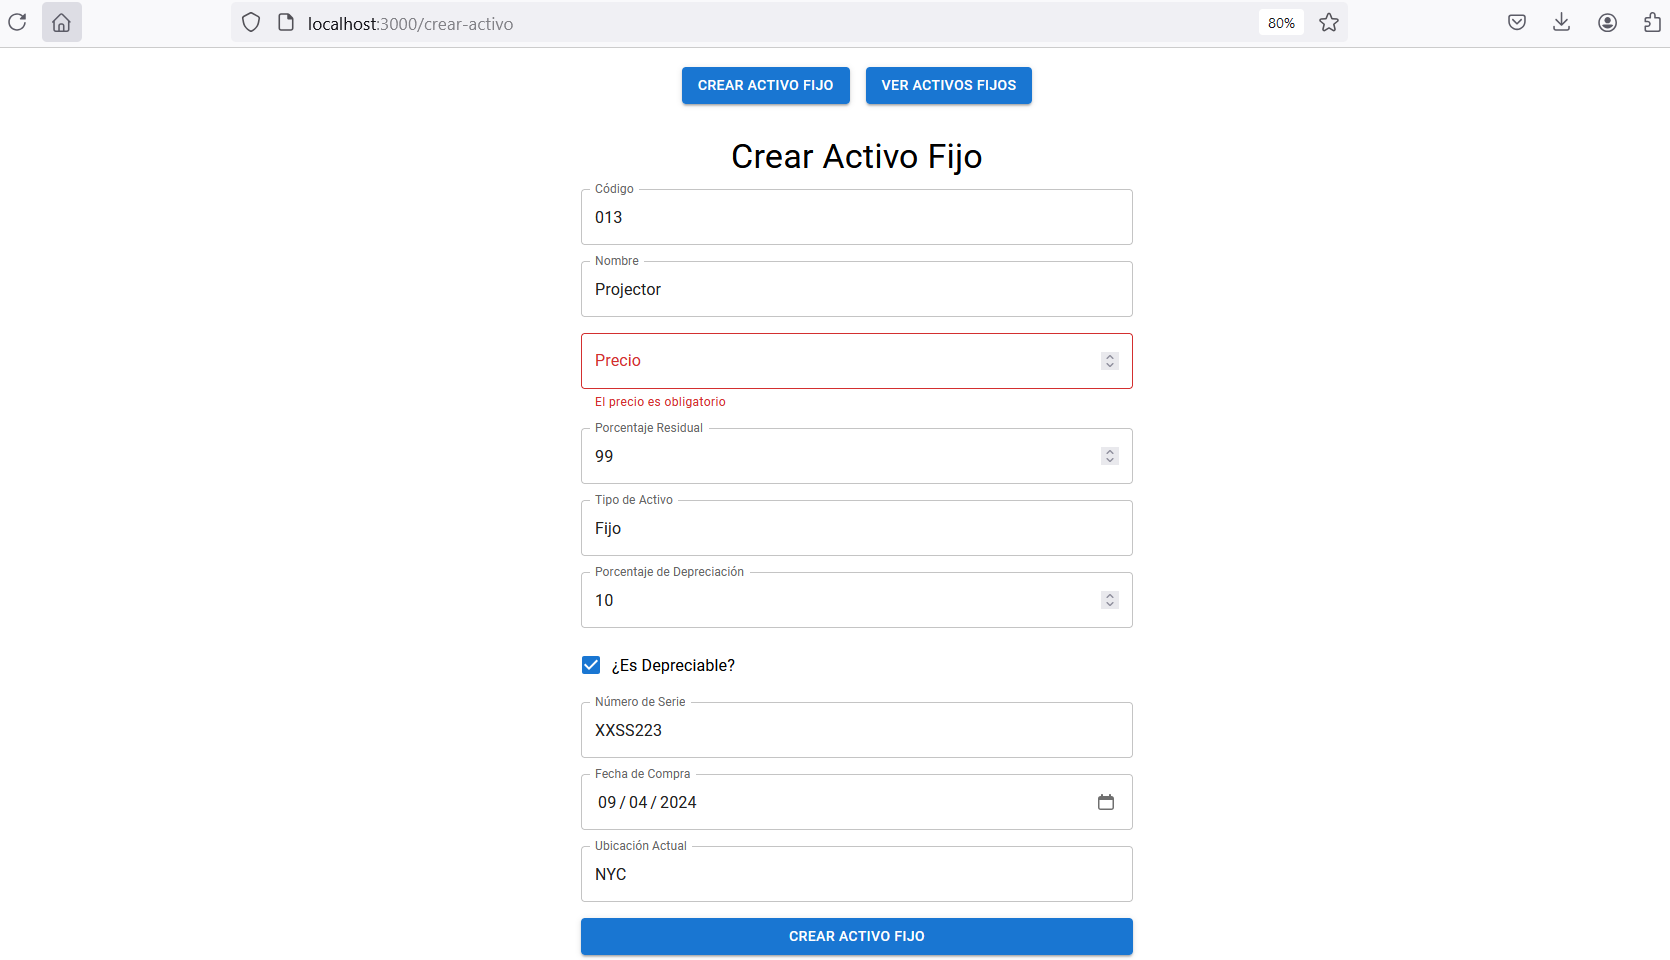 localhost:3000/crear-activo
80%
CREAR ACTIVO FIJO
VER ACTIVOS FIJOS
Crear Activo Fijo
Código
013
Nombre
Projector
Precio
El precio es obligatorio
Porcentaje Residual
99
Tipo de Activo
Fijo
Porcentaje de Depreciación
10
¿Es Depreciable?
Número de Serie
XXSS223
Fecha de Compra
09/04/2024
Ubicación Actual
NYC
CREAR ACTIVO FIJO